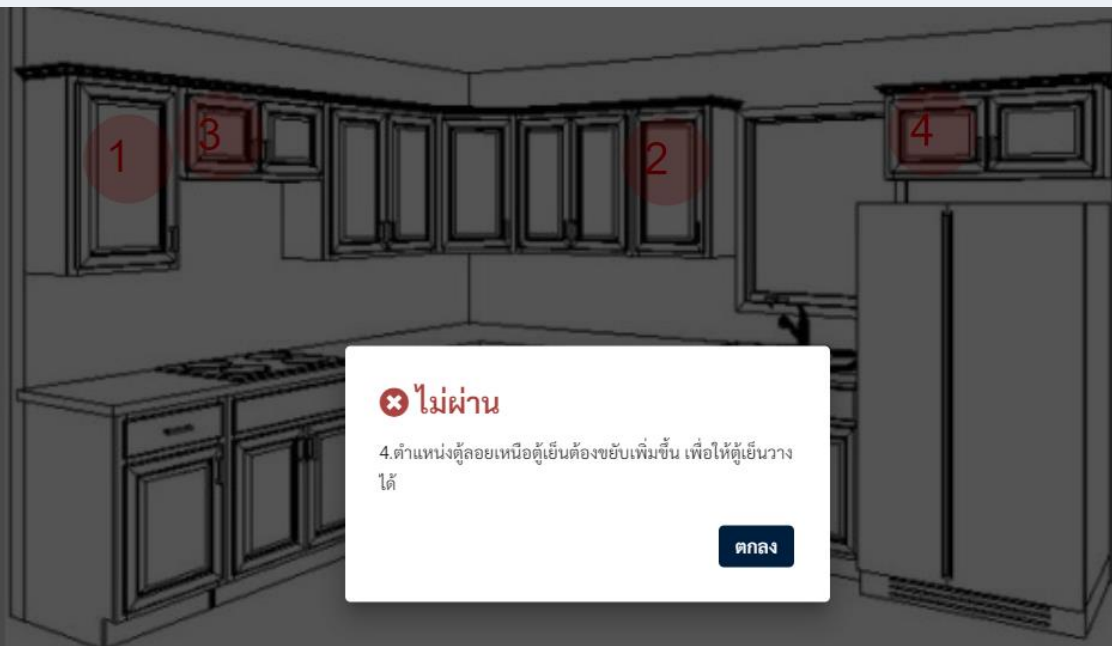 1
3
2
4
ไม่ผ่าน
4.ตำแหน่งตู้ลอยเหนือตู้เย็นต้องขยับเพิ่มขึ้น เพื่อให้ตู้เย็นวาง
ได้
ตกลง